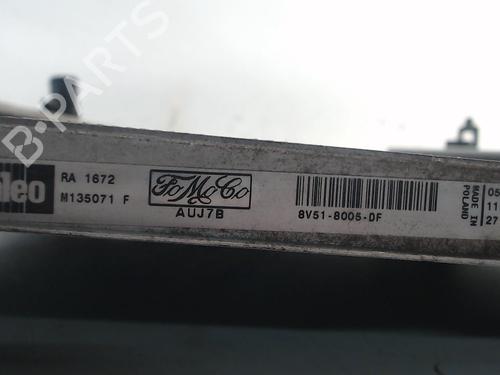 B-PARTS
leo
RA 1672
M135071 F
FoMoCo
AUJ7B
8V51-8005-DF
MADE IN
POLAND
05
11
27